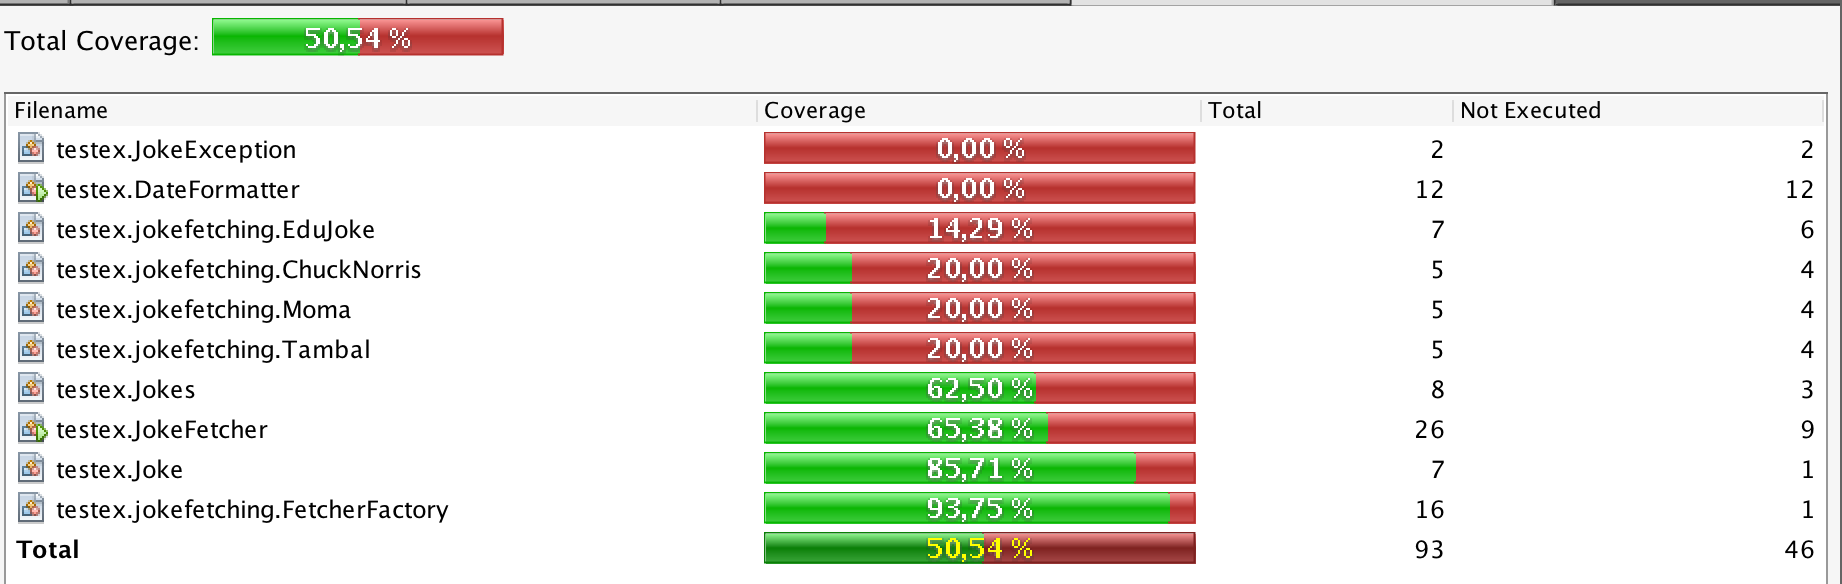 Total Coverage: 50,54 %
Filename Coverage Total Not Executed
testex.JokeException 0,00 % 2 2
testex.DateFormatter 0,00 % 12 12
testex.jokefetching.EduJoke 14,29 % 7 6
testex.jokefetching.ChuckNorris 20,00 % 5 4
testex.jokefetching.Moma 20,00 % 5 4
testex.jokefetching.Tambal 20,00 % 5 4
testex.Jokes 62,50 % 8 3
testex.JokeFetcher 65,38 % 26 9
testex.Joke 85,71 % 7 1
testex.jokefetching.FetcherFactory 93,75 % 16 1
Total 50,54 % 93 46